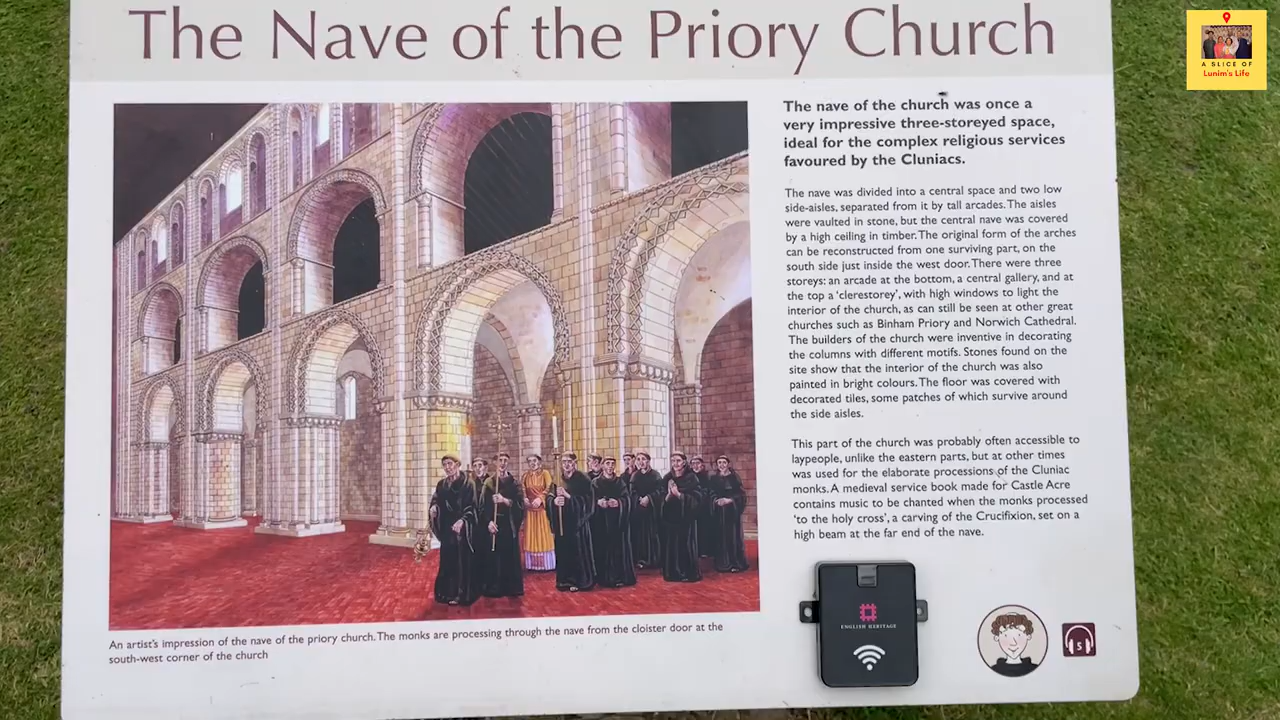 The Nave of the Priory Church
A SLICE OF
Lunim's Life
The nave of the church was once a
very impressive three-storeyed space,
ideal for the complex religious services
favoured by the Cluniacs.
The nave was divided into a central space and two low
side-aisles, separated from it by tall arcades. The aisles
were vaulted in stone, but the central nave was covered
by a high ceiling in timber. The original form of the arches
can be reconstructed from one surviving part, on the
south side just inside the west door. There were three
storeys: an arcade at the bottom, a central gallery, and at
the top a 'clerestorey', with high windows to light the
interior of the church, as can still be seen at other great
churches such as Binham Priory and Norwich Cathedral.
The builders of the church were inventive in decorating
the columns with different motifs. Stones found on the
site show that the interior of the church was also
painted in bright colours. The floor was covered with
decorated tiles, some patches of which survive around
the side aisles.
This part of the church was probably often accessible to
laypeople, unlike the eastern parts, but at other times
was used for the elaborate processions of the Cluniac
monks. A medieval service book made for Castle Acre
contains music to be chanted when the monks processed
'to the holy cross', a carving of the Crucifixion, set on a
high beam at the far end of the nave.
An artist's impression of the nave of the priory church. The monks are processing through the nave from the cloister door at the
south-west corner of the church
ENGLISH HERITAGE
5